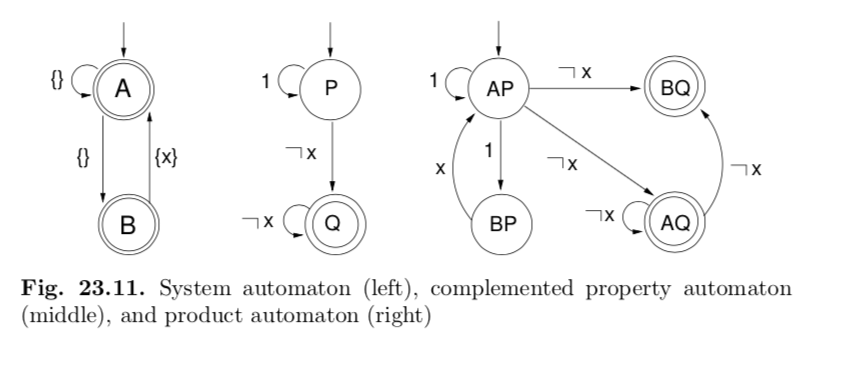 {}
A
{}
{x}
B
1
P
¬x
¬x
Q
1
AP
¬x
BQ
x
1
¬x
¬x
BP
¬x
AQ
Fig. 23.11. System automaton (left), complemented property automaton
(middle), and product automaton (right)